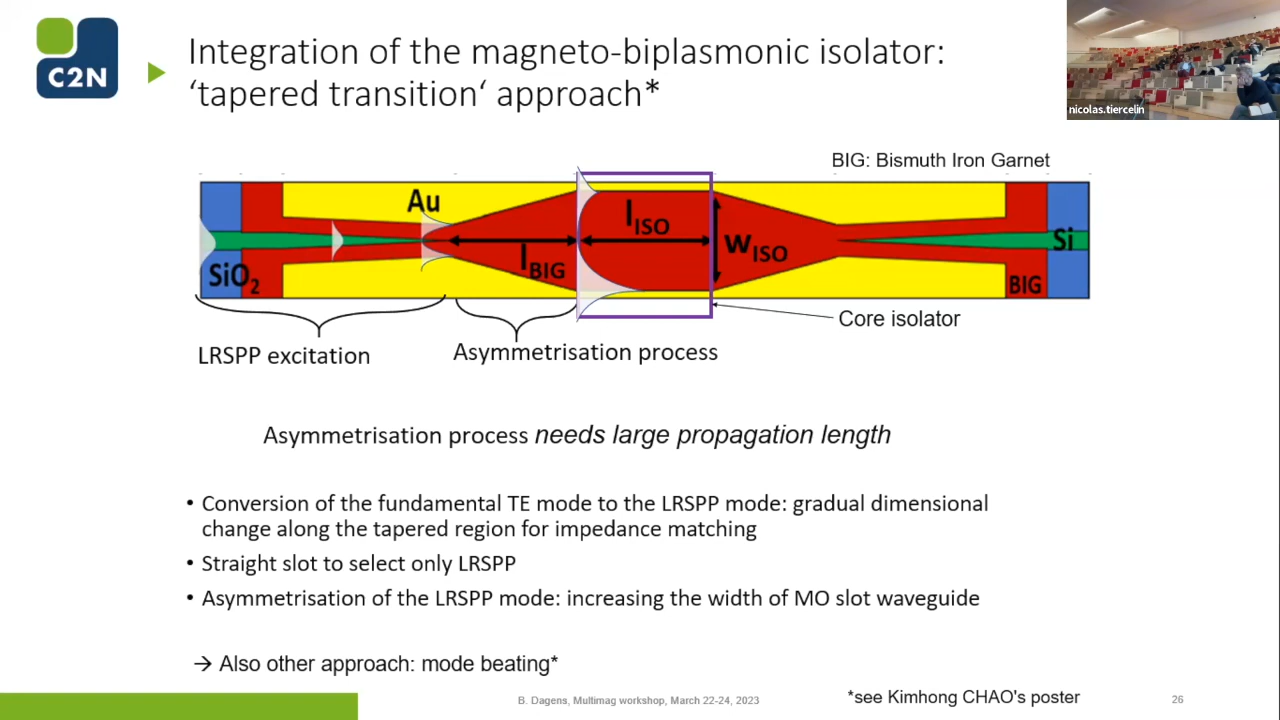 C2N
Integration of the magneto-biplasmonic isolator:
‘tapered transition‘ approach*
nicolas.tiercelin
BIG: Bismuth Iron Garnet
Au
lISO
wISO
lBIG
SiO2
Si
BIG
Core isolator
LRSPP excitation
Asymmetrisation process
Asymmetrisation process needs large propagation length
• Conversion of the fundamental TE mode to the LRSPP mode: gradual dimensional
change along the tapered region for impedance matching
• Straight slot to select only LRSPP
• Asymmetrisation of the LRSPP mode: increasing the width of MO slot waveguide
→ Also other approach: mode beating*
B. Dagens, Multimag workshop, March 22-24, 2023
*see Kimhong CHAO's poster
26